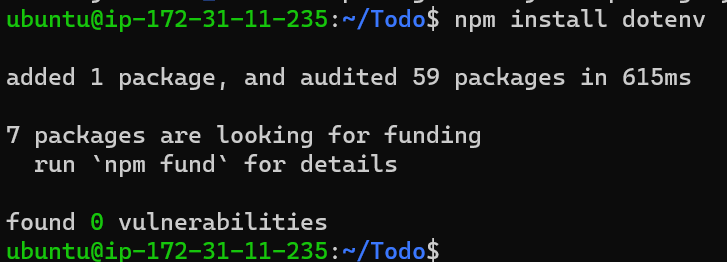 ubuntu@ip-172-31-11-235:~/Todo$ npm install dotenv
added 1 package, and audited 59 packages in 615ms
7 packages are looking for funding
  run `npm fund` for details
found 0 vulnerabilities
ubuntu@ip-172-31-11-235:~/Todo$